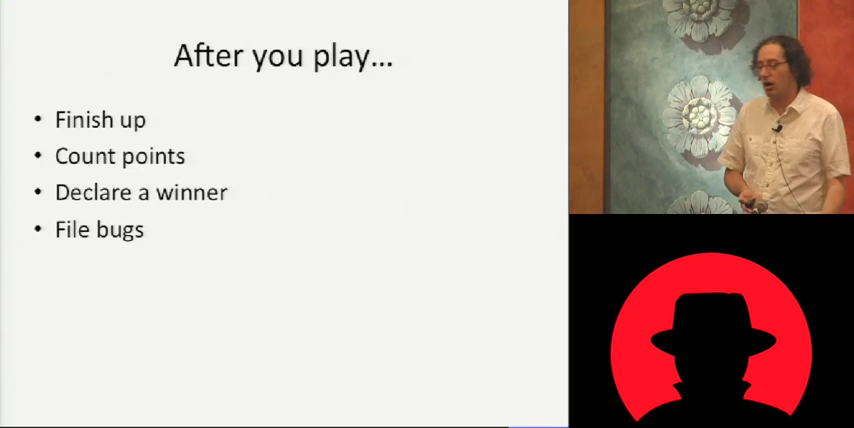 After you play...
• Finish up
• Count points
• Declare a winner
• File bugs